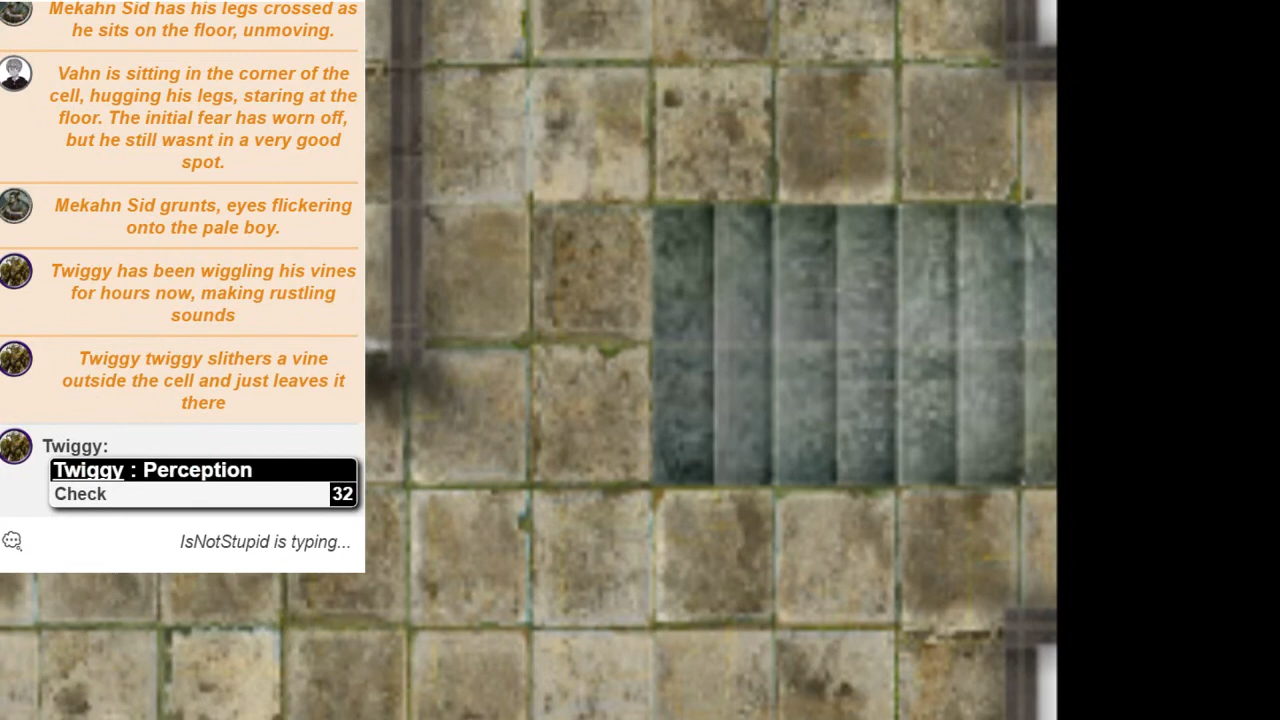 Mekahn Sid has his legs crossed as
he sits on the floor, unmoving.
Vahn is sitting in the corner of the
cell, hugging his legs, staring at the
floor. The initial fear has worn off,
but he still wasnt in a very good
spot.
Mekahn Sid grunts, eyes flickering
onto the pale boy.
Twiggy has been wiggling his vines
for hours now, making rustling
sounds
Twiggy twiggy slithers a vine
outside the cell and just leaves it
there
Twiggy:
Twiggy : Perception
Check 32
IsNotStupid is typing...